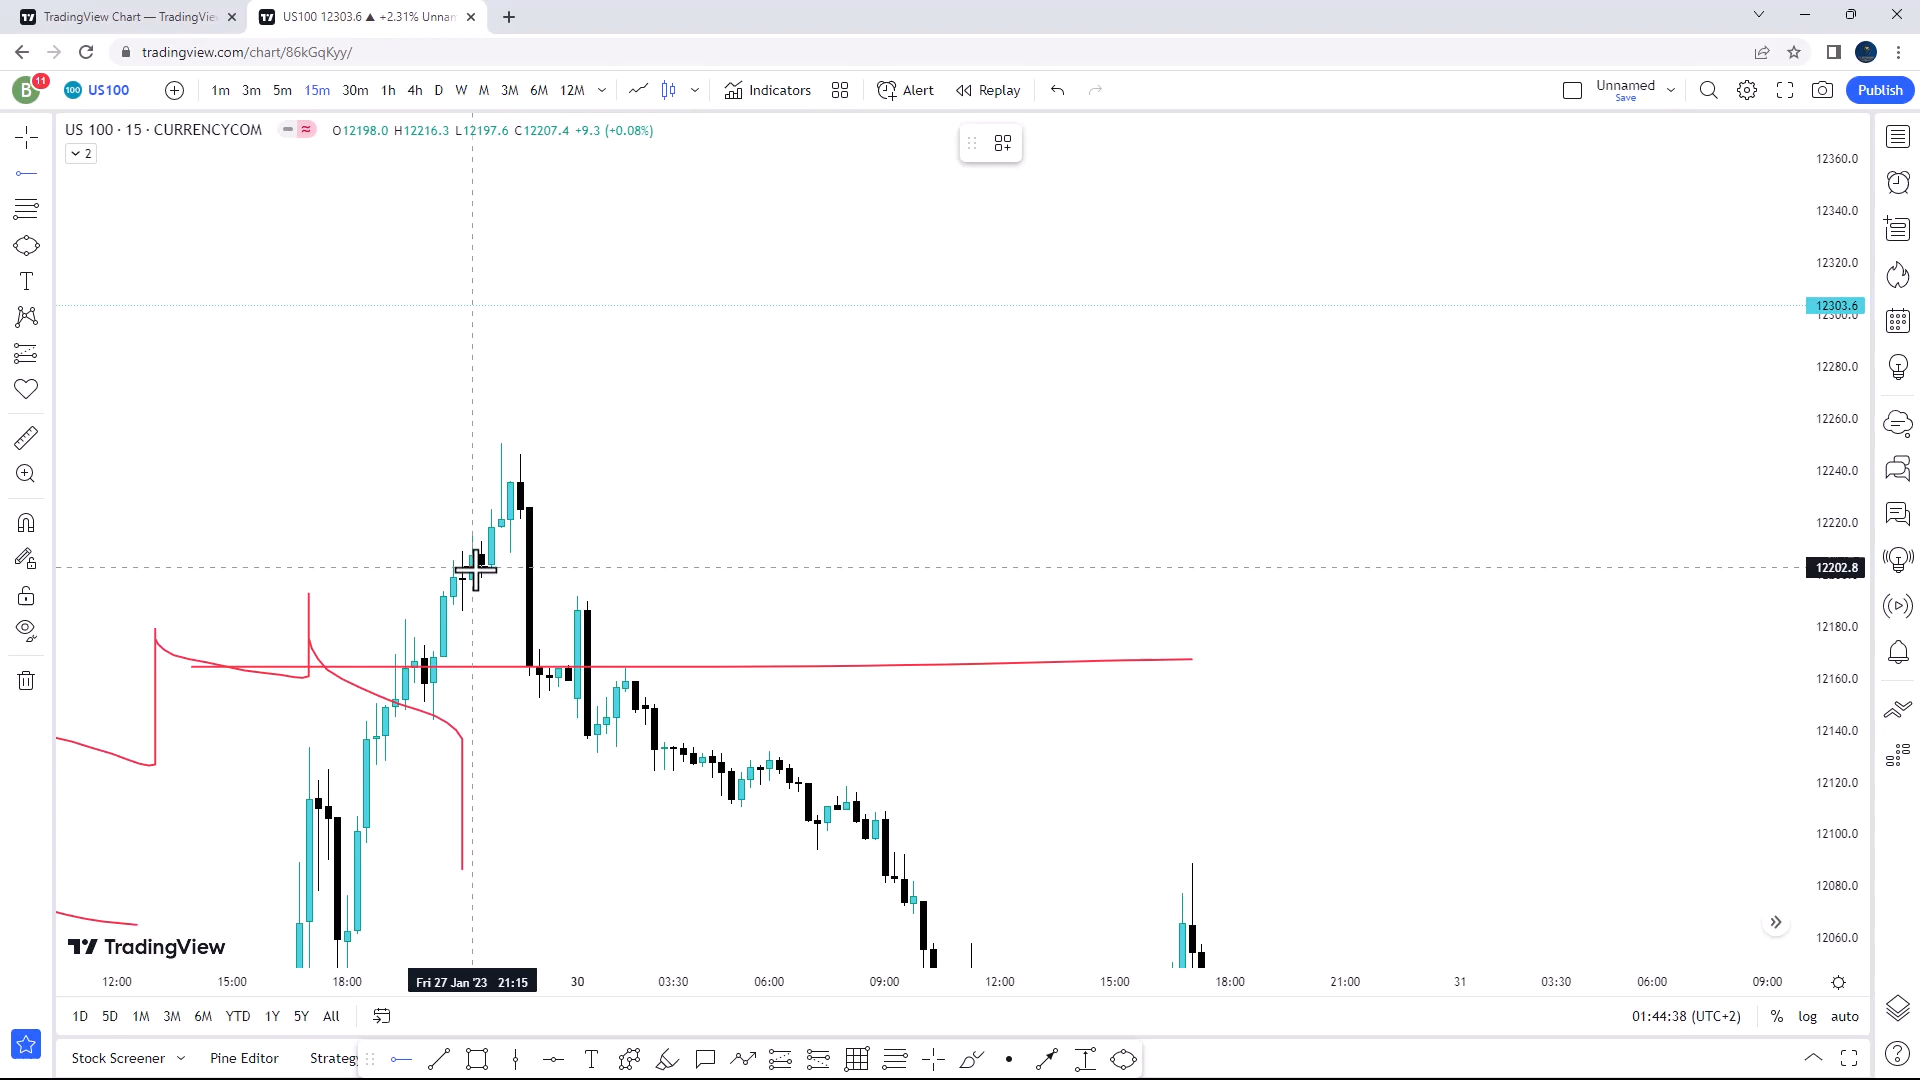 TradingView Chart — TradingVie
US100 12303.6 ▲ +2.31% Unnam
tradingview.com/chart/86kGqKyy/
B 11
100 US100
1m 3m 5m 15m 30m 1h 4h D W M 3M 6M 12M
Indicators
Alert
Replay
Unnamed
Save
Publish
US 100 · 15 · CURRENCYCOM
O12198.0 H12216.3 L12197.6 C12207.4 +9.3 (+0.08%)
2
12360.0
12340.0
12320.0
12303.6
12300.0
12280.0
12260.0
12240.0
12220.0
12202.8
12180.0
12160.0
12140.0
12120.0
12100.0
12080.0
12060.0
TradingView
12:00 15:00 18:00 Fri 27 Jan '23 21:15 30 03:30 06:00 09:00 12:00 15:00 18:00 21:00 31 03:30 06:00 09:00
1D 5D 1M 3M 6M YTD 1Y 5Y All
01:44:38 (UTC+2) % log auto
Stock Screener Pine Editor Strategy